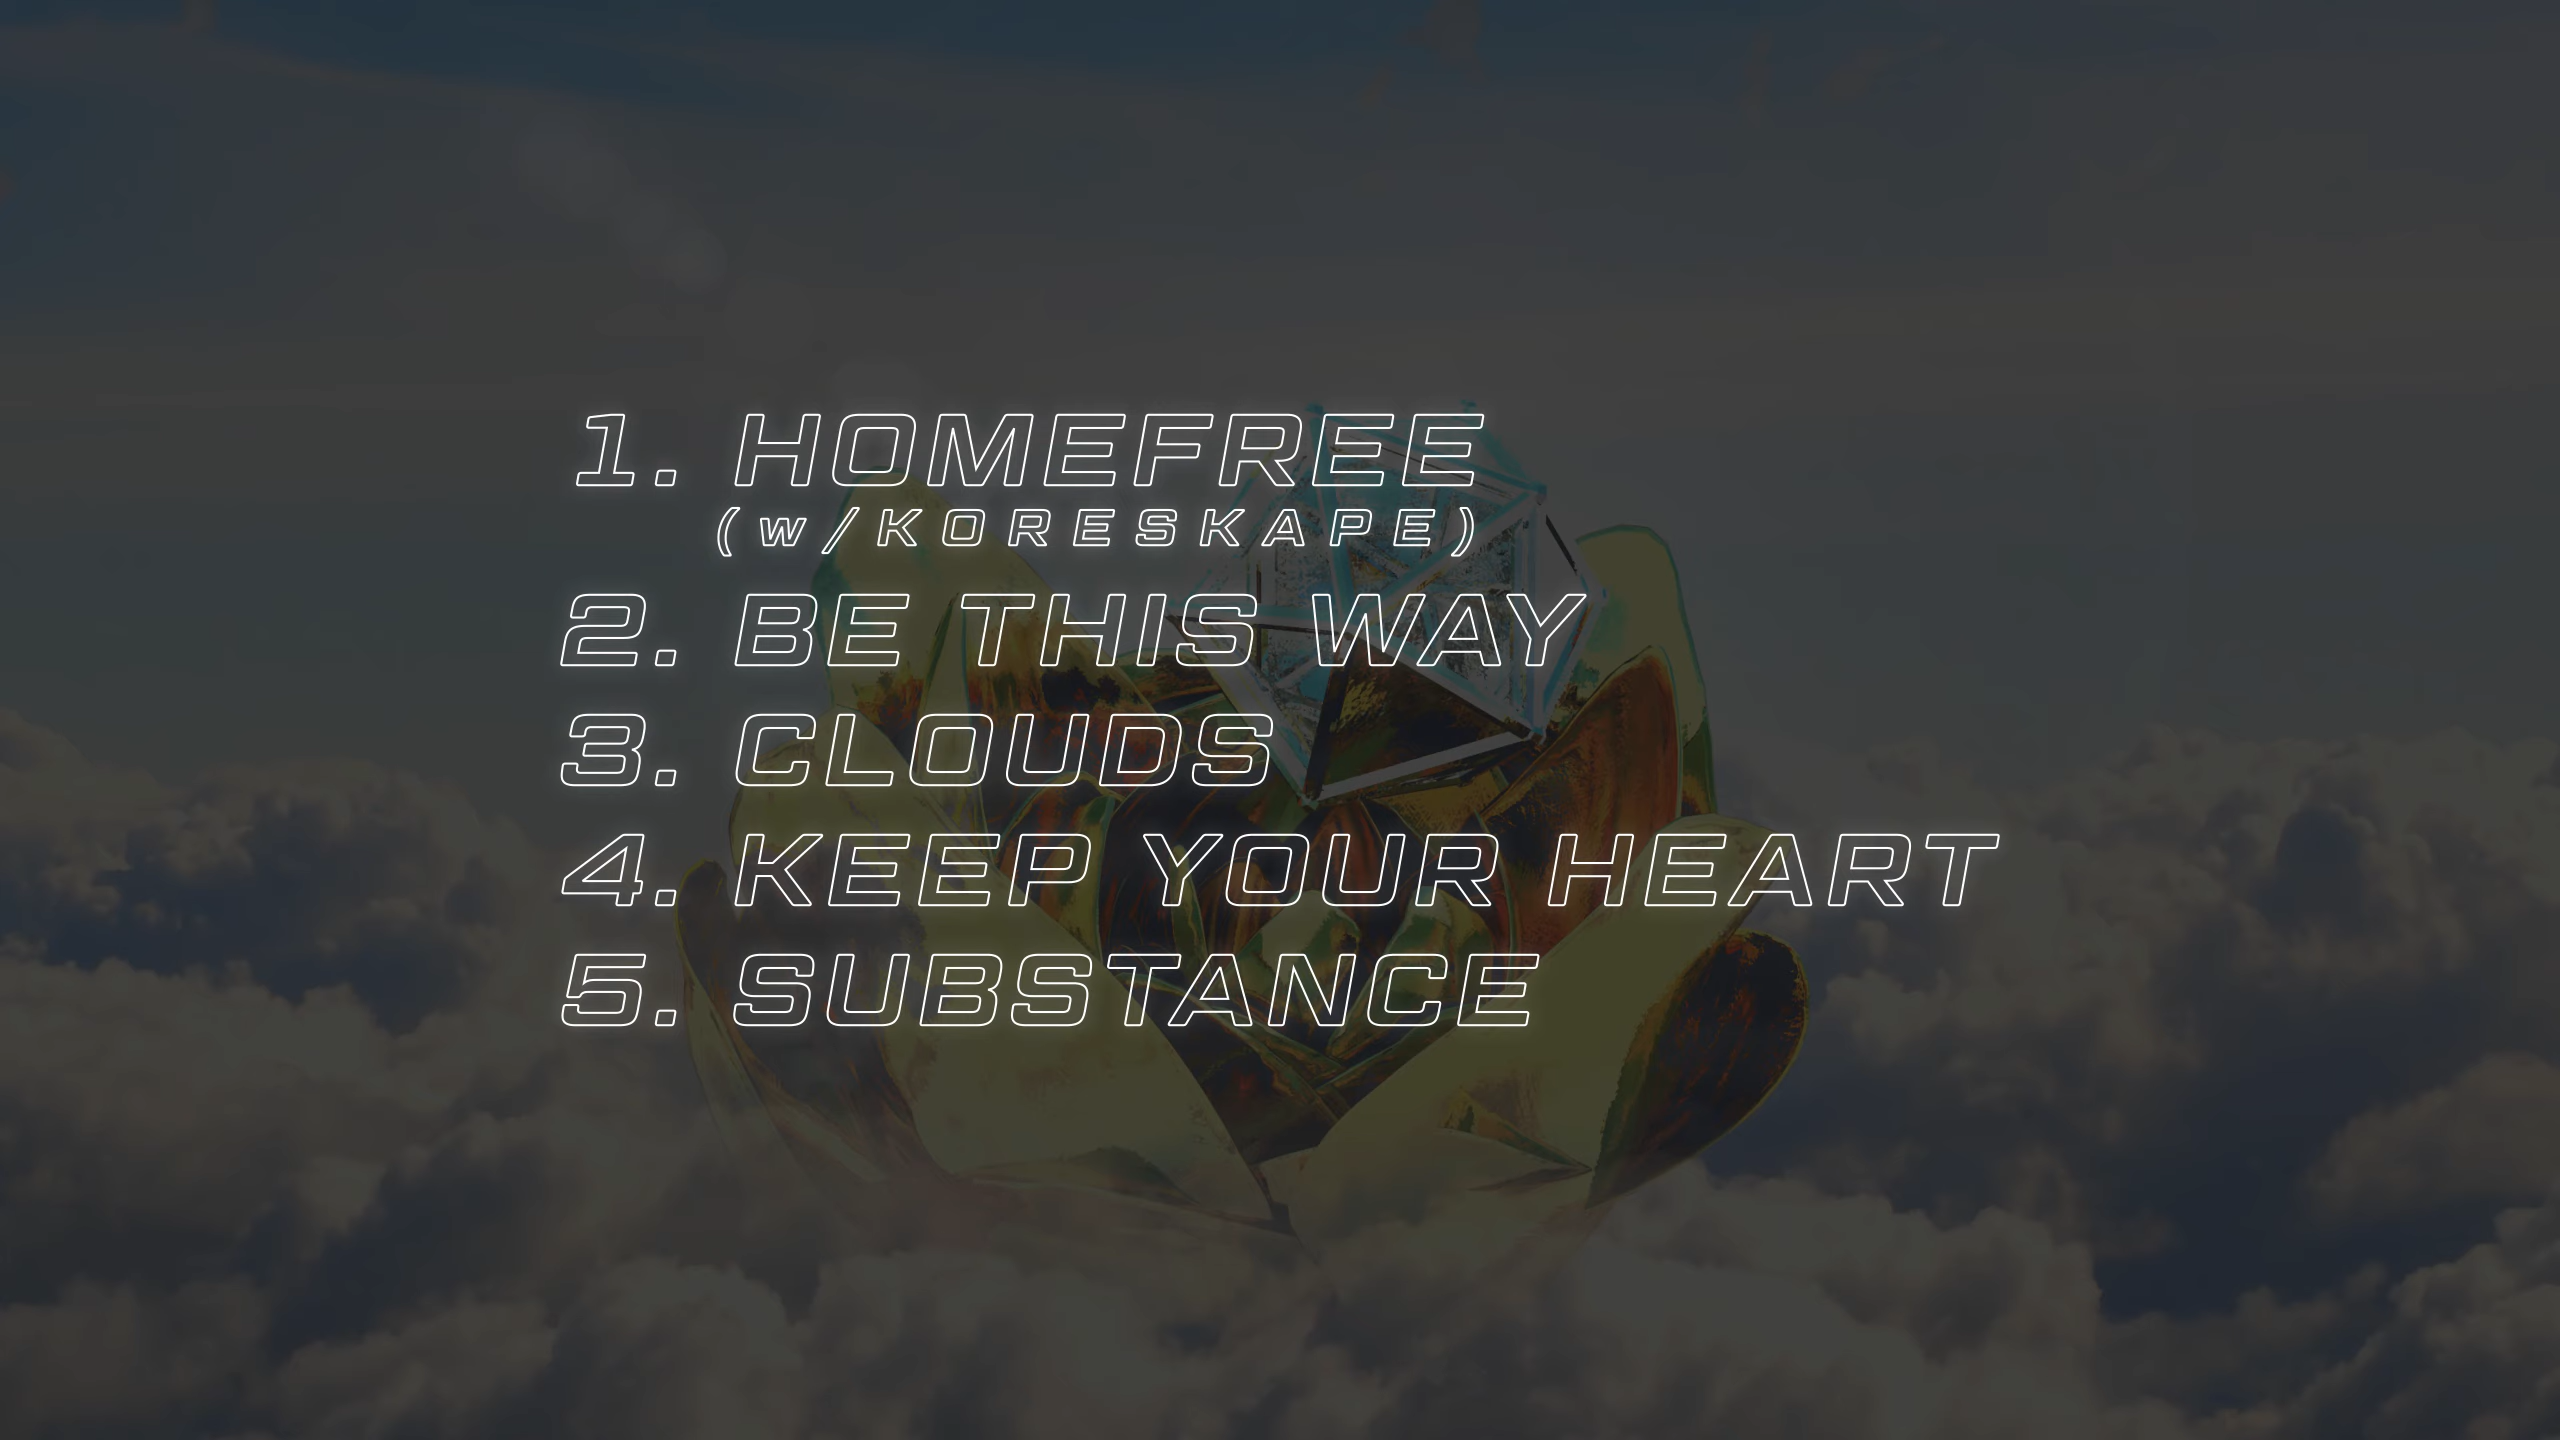 1. HOMEFREE
(w/KORESKAPE)
2. BE THIS WAY
3. CLOUDS
4. KEEP YOUR HEART
5. SUBSTANCE